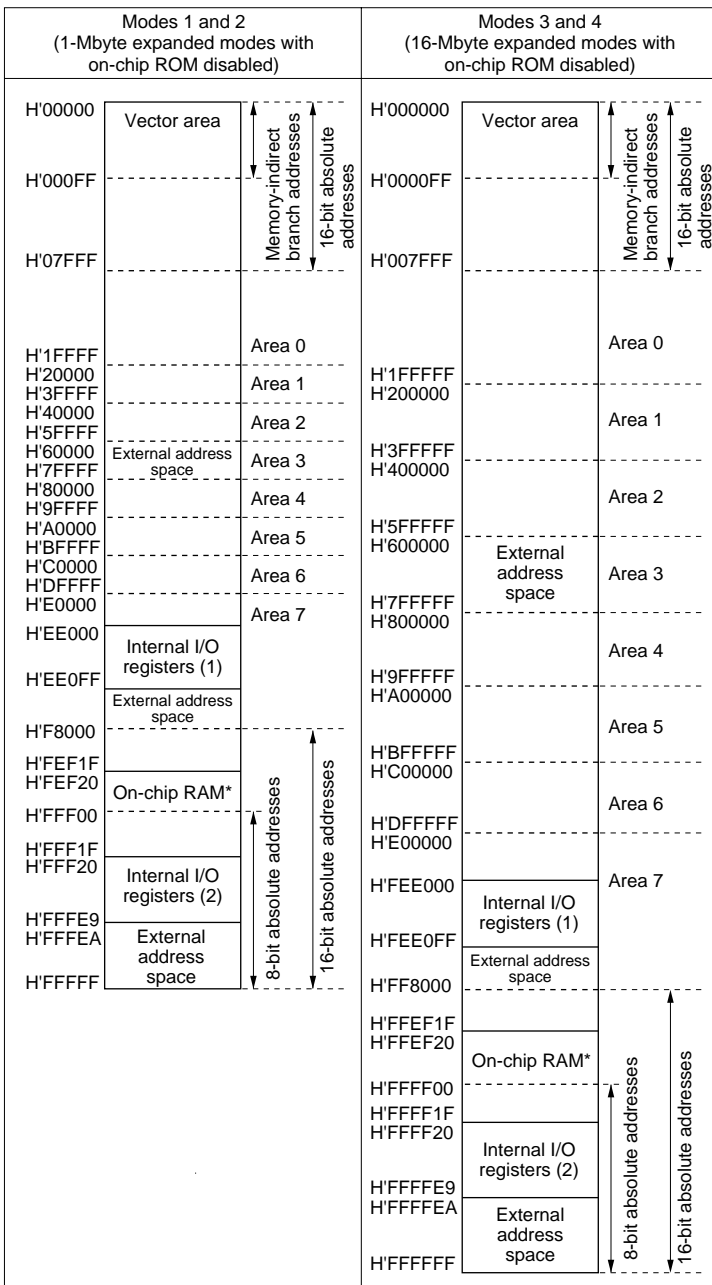 Modes 1 and 2
(1-Mbyte expanded modes with
on-chip ROM disabled)
H'00000
Vector area
H'000FF
H'07FFF
Memory-indirect
branch addresses
16-bit absolute
addresses
H'1FFFF
Area 0
H'20000
H'3FFFF
Area 1
H'40000
H'5FFFF
Area 2
H'60000
H'7FFFF
External address
space
Area 3
H'80000
H'9FFFF
Area 4
H'A0000
H'BFFFF
Area 5
H'C0000
H'DFFFF
Area 6
H'E0000
Area 7
H'EE000
Internal I/O
registers (1)
H'EE0FF
External address
space
H'F8000
H'FEF1F
H'FEF20
On-chip RAM*
H'FFF00
H'FFF1F
H'FFF20
Internal I/O
registers (2)
H'FFFE9
H'FFFEA
External
address
space
H'FFFFF
8-bit absolute addresses
16-bit absolute addresses
Modes 3 and 4
(16-Mbyte expanded modes with
on-chip ROM disabled)
H'000000
Vector area
H'0000FF
H'007FFF
Memory-indirect
branch addresses
16-bit absolute
addresses
Area 0
H'1FFFFF
H'200000
Area 1
H'3FFFFF
H'400000
Area 2
H'5FFFFF
H'600000
External
address
space
Area 3
H'7FFFFF
H'800000
Area 4
H'9FFFFF
H'A00000
Area 5
H'BFFFFF
H'C00000
Area 6
H'DFFFFF
H'E00000
Area 7
H'FEE000
Internal I/O
registers (1)
H'FEE0FF
External address
space
H'FF8000
H'FFEF1F
H'FFEF20
On-chip RAM*
H'FFFF00
H'FFFF1F
H'FFFF20
Internal I/O
registers (2)
H'FFFFE9
H'FFFFEA
External
address
space
H'FFFFFF
8-bit absolute addresses
16-bit absolute addresses